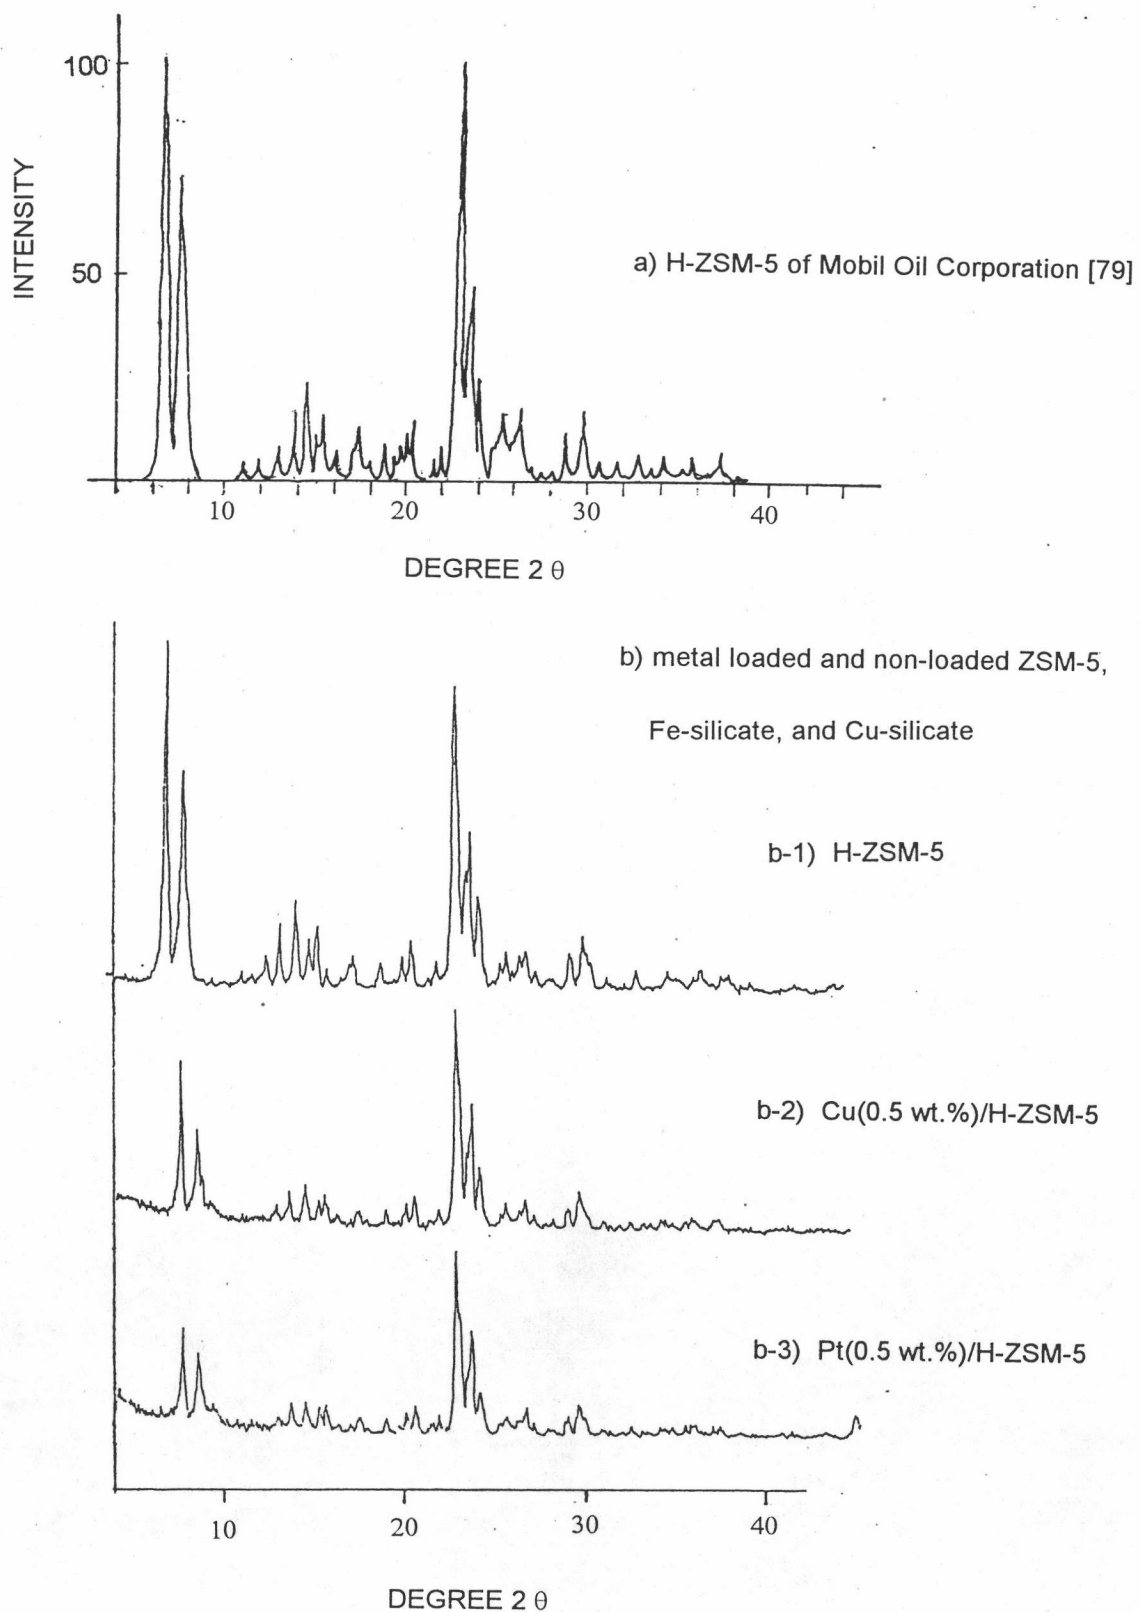 100
INTENSITY
50
a) H-ZSM-5 of Mobil Oil Corporation [79]
10 20 30 40
DEGREE 2 θ
b) metal loaded and non-loaded ZSM-5,
Fe-silicate, and Cu-silicate
b-1) H-ZSM-5
b-2) Cu(0.5 wt.%)/H-ZSM-5
b-3) Pt(0.5 wt.%)/H-ZSM-5
10 20 30 40
DEGREE 2 θ